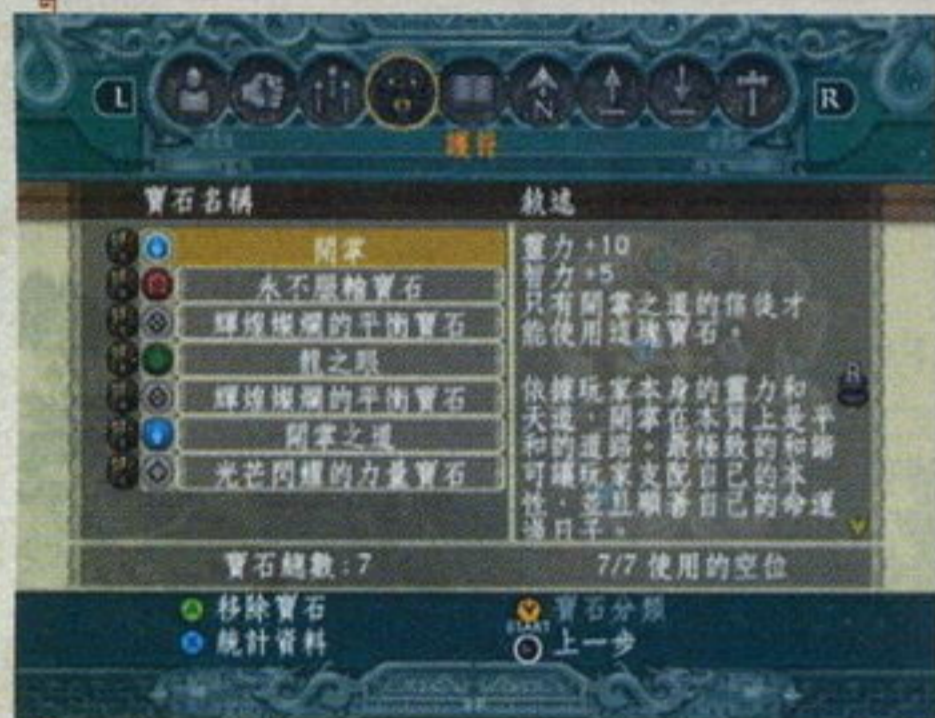 L
R
N
護符
寶石名稱
敘述
開掌
永不服輸寶石
輝煌燦爛的平衡寶石
龍之眼
輝煌燦爛的平衡寶石
開掌之道
光芒閃耀的力量寶石
靈力+10
智力+5
只有開掌之道的信徒才
能使用這塊寶石。
依據玩家本身的靈力和
天道,開掌在本質上是平
和的道路。最極致的和諧
可讓玩家支配自己的本
性,並且順著自己的命運
過日子。
R
寶石總數:7
7/7 使用的空位
移除寶石
寶石分類
統計資料
START
上一步